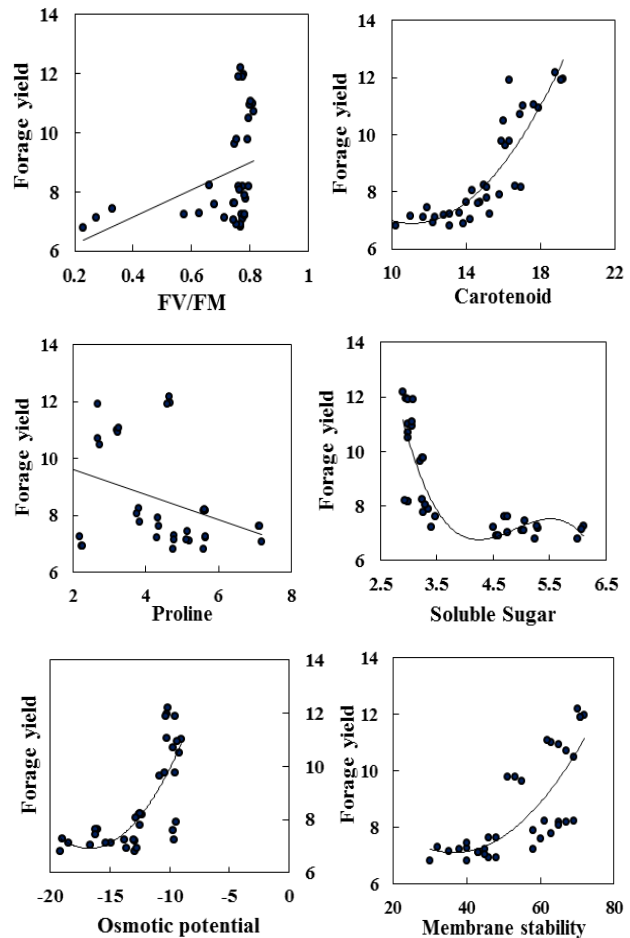 14
12
10
8
6
0.2 0.4 0.6 0.8 1
Forage yield
FV/FM
14
12
10
8
6
10 14 18 22
Forage yield
Carotenoid
14
12
10
8
6
2 4 6 8
Forage yield
Proline
14
12
10
8
6
2.5 3.5 4.5 5.5 6.5
Forage yield
Soluble Sugar
14
12
10
8
6
-20 -15 -10 -5 0
Forage yield
Osmotic potential
14
12
10
8
6
20 40 60 80
Forage yield
Membrane stability